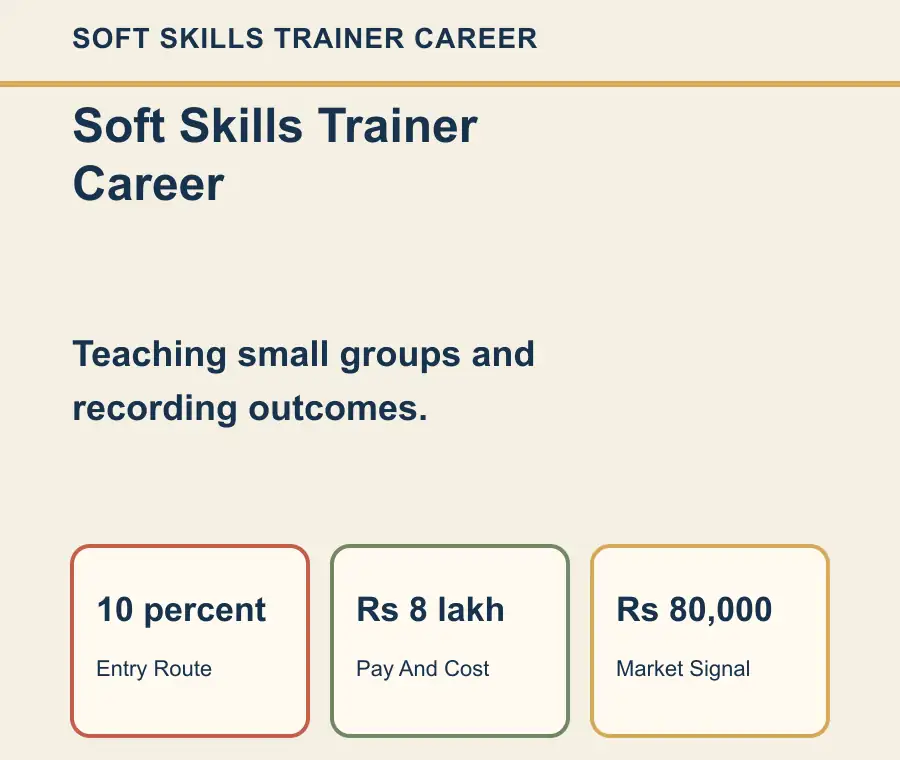 SOFT SKILLS TRAINER CAREER
Soft Skills Trainer
Career
Teaching small groups and
recording outcomes.
10 percent
Entry Route
Rs 8 lakh
Pay And Cost
Rs 80,000
Market Signal